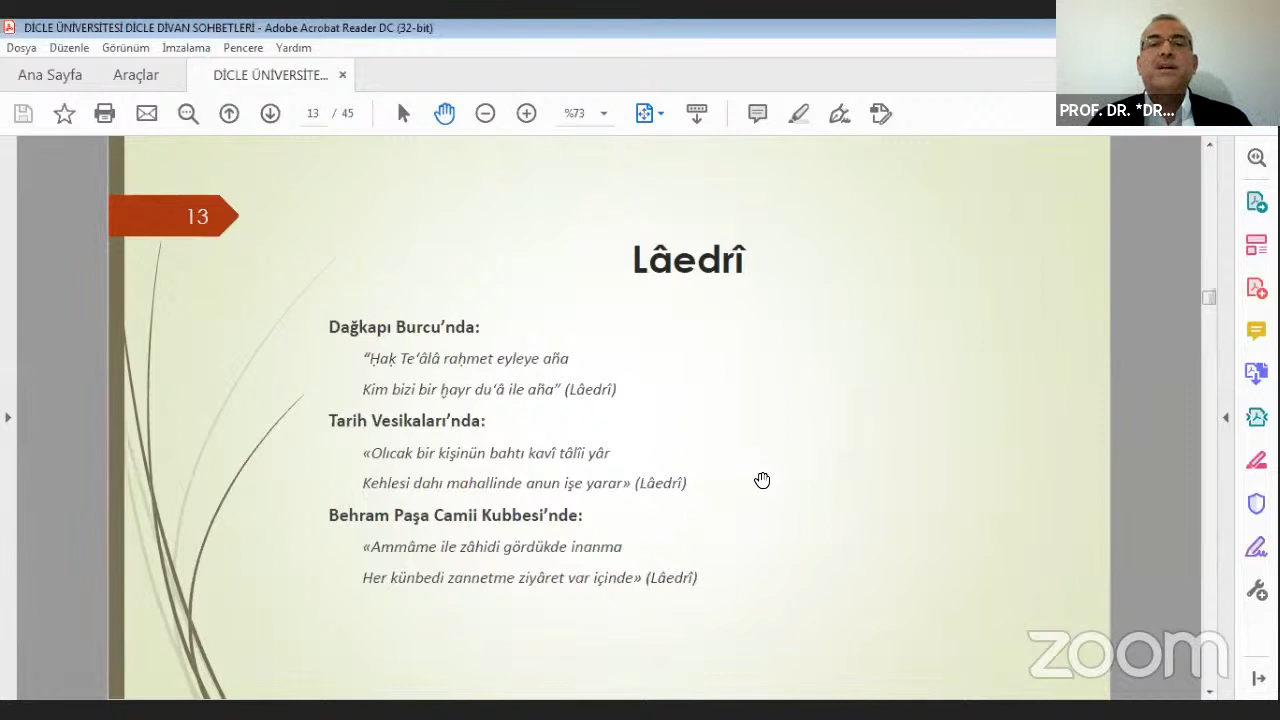 DİCLE ÜNİVERSİTESİ DİCLE DİVAN SOHBETLERİ - Adobe Acrobat Reader DC (32-bit)
Dosya Düzenle Görünüm İmzalama Pencere Yardım
Ana Sayfa Araçlar DİCLE ÜNİVERSİTE... ×
13 / 45 %73
PROF. DR. *DR...
13
Lâedrî
Dağkapı Burcu’nda:
“Ḥaḳ Te‘âlâ raḥmet eyleye aña
Kim bizi bir ḫayr du‘â ile aña” (Lâedrî)
Tarih Vesikaları’nda:
«Olıcak bir kişinün bahtı kavî tâlîi yâr
Kehlesi dahı mahallinde anun işe yarar» (Lâedrî)
Behram Paşa Camii Kubbesi’nde:
«Ammâme ile zâhidi gördükde inanma
Her künbedi zannetme ziyâret var içinde» (Lâedrî)
zoom